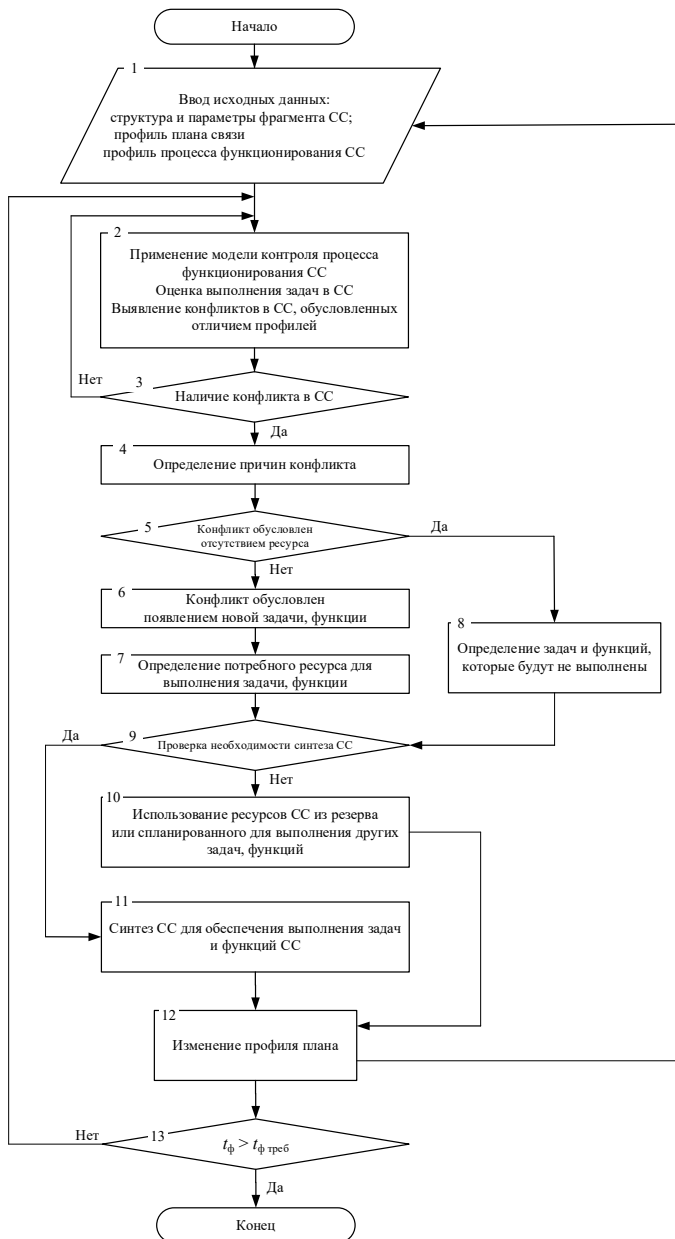 Начало
1
Ввод исходных данных:
структура и параметры фрагмента СС;
профиль плана связи
профиль процесса функционирования СС
2
Применение модели контроля процесса
функционирования СС
Оценка выполнения задач в СС
Выявление конфликтов в СС, обусловленных
отличием профилей
Нет
3
Наличие конфликта в СС
Да
4
Определение причин конфликта
5
Конфликт обусловлен
отсутствием ресурса
Да
Нет
6
Конфликт обусловлен
появлением новой задачи, функции
8
Определение задач и функций,
которые будут не выполнены
7
Определение потребного ресурса для
выполнения задачи, функции
Да
9
Проверка необходимости синтеза СС
Нет
10
Использование ресурсов СС из резерва
или спланированного для выполнения других
задач, функций
11
Синтез СС для обеспечения выполнения задач
и функций СС
12
Изменение профиля плана
Нет
13
tф > tф треб
Да
Конец